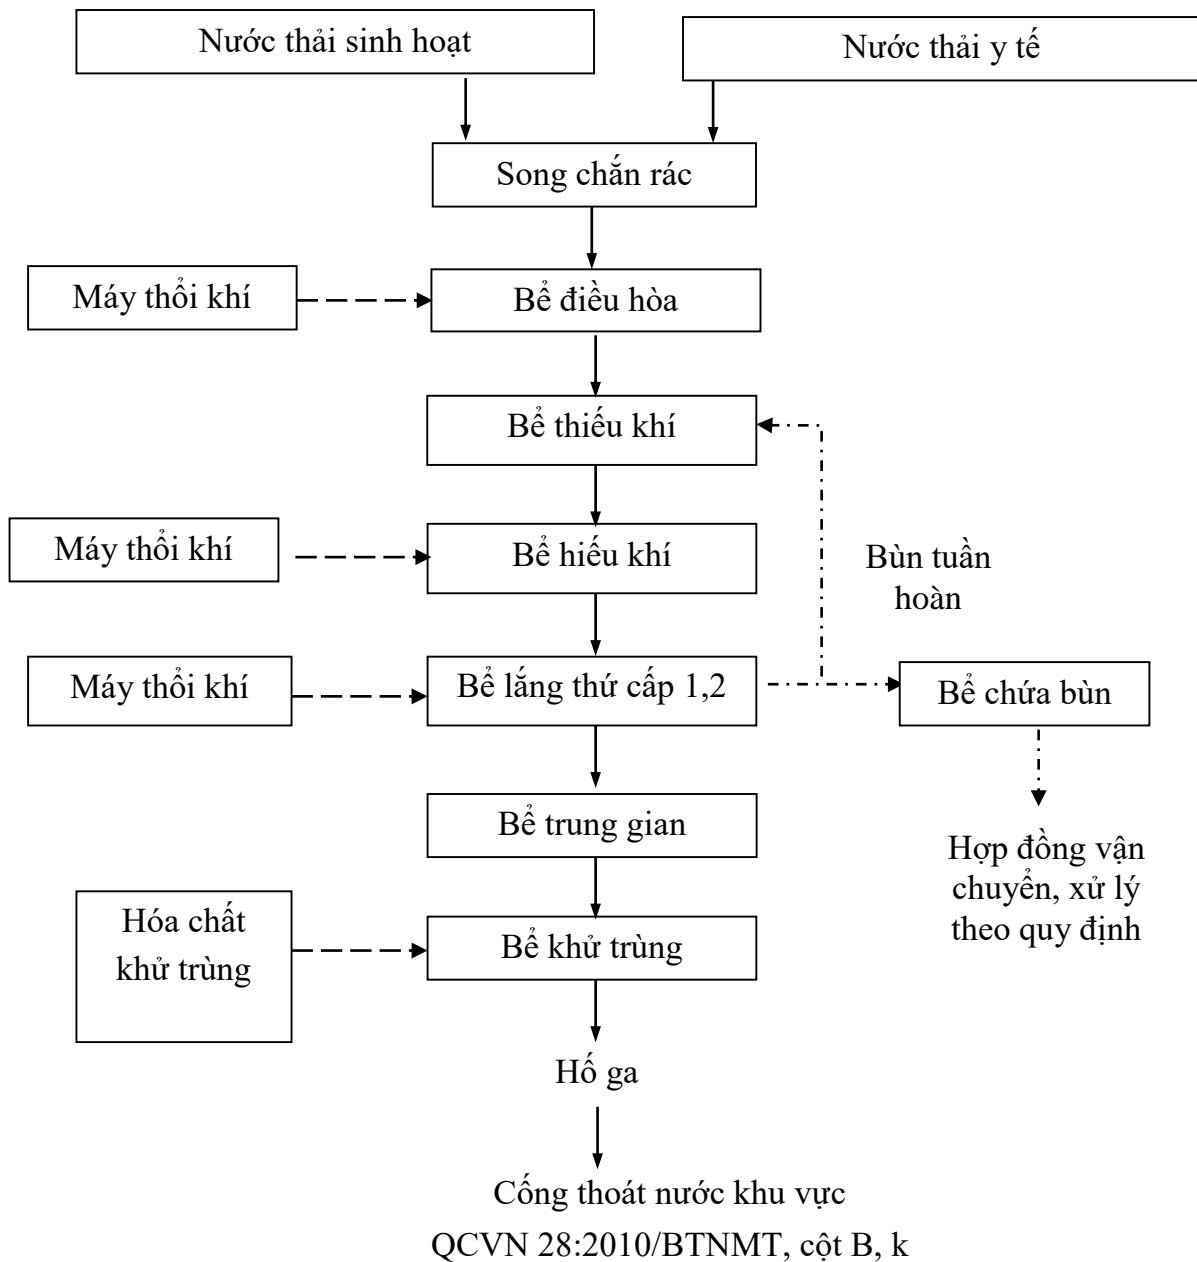 Nước thải sinh hoạt
Nước thải y tế
Song chắn rác
Máy thổi khí
Bể điều hòa
Bể thiếu khí
Máy thổi khí
Bể hiếu khí
Bùn tuần
hoàn
Máy thổi khí
Bể lắng thứ cấp 1,2
Bể chứa bùn
Bể trung gian
Hợp đồng vận
chuyển, xử lý
theo quy định
Hóa chất
khử trùng
Bể khử trùng
Hố ga
Cống thoát nước khu vực
QCVN 28:2010/BTNMT, cột B, k